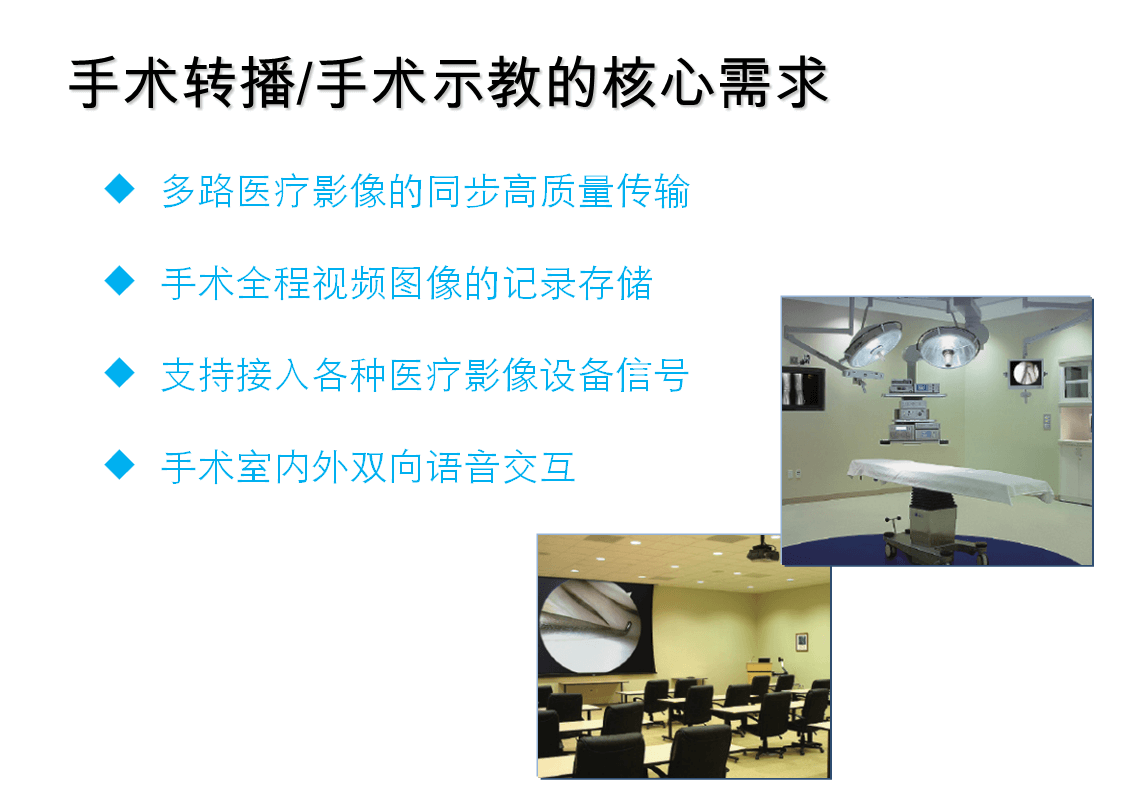 手术转播/手术示教的核心需求
多路医疗影像的同步高质量传输
手术全程视频图像的记录存储
支持接入各种医疗影像设备信号
手术室内外双向语音交互